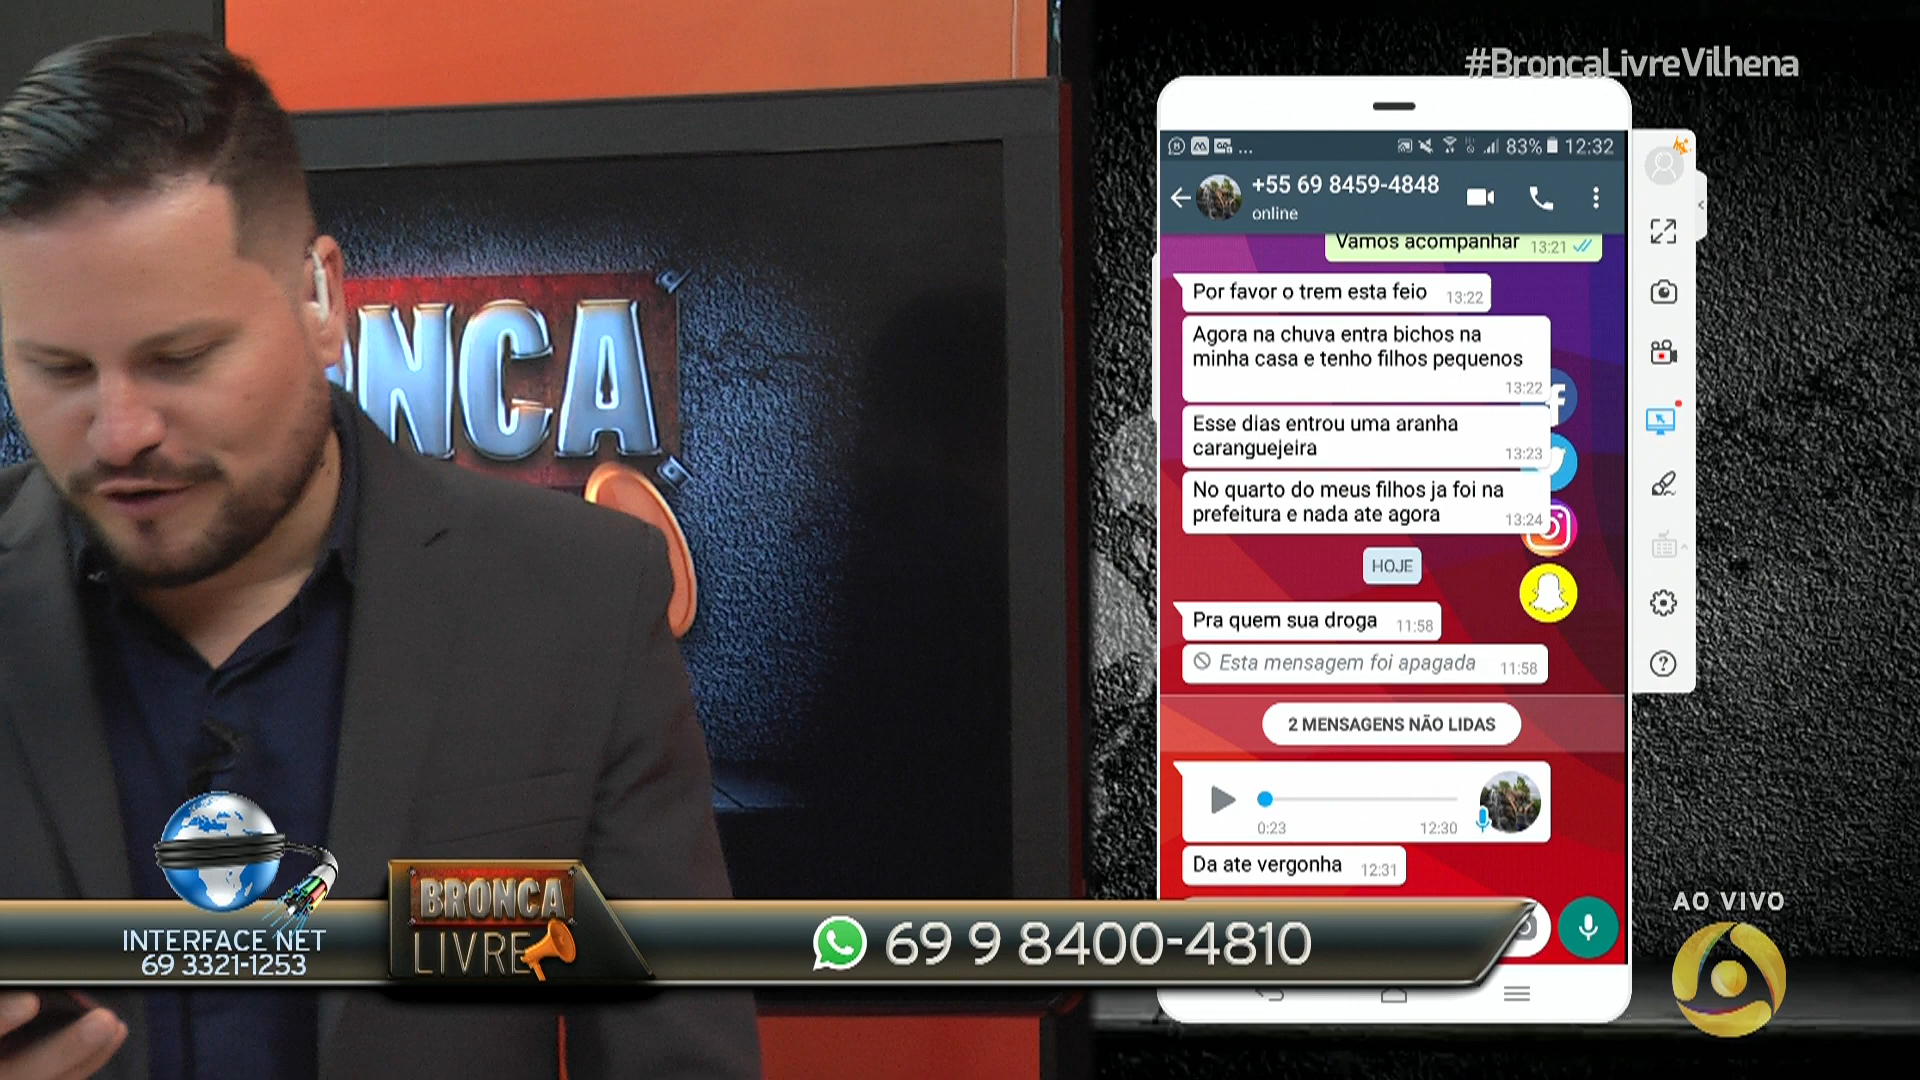 #BroncaLivreVilhena
83% 12:32
+55 69 8459-4848
online
Vamos acompanhar 13:21
Por favor o trem esta feio 13:22
Agora na chuva entra bichos na
minha casa e tenho filhos pequenos
13:22
Esse dias entrou uma aranha
caranguejeira 13:23
No quarto do meus filhos ja foi na
prefeitura e nada ate agora 13:24
HOJE
Pra quem sua droga 11:58
Esta mensagem foi apagada 11:58
2 MENSAGENS NÃO LIDAS
0:23 12:30
Da ate vergonha 12:31
ONCA
INTERFACE NET
69 3321-1253
BRONCA
LIVRE
69 9 8400-4810
AO VIVO